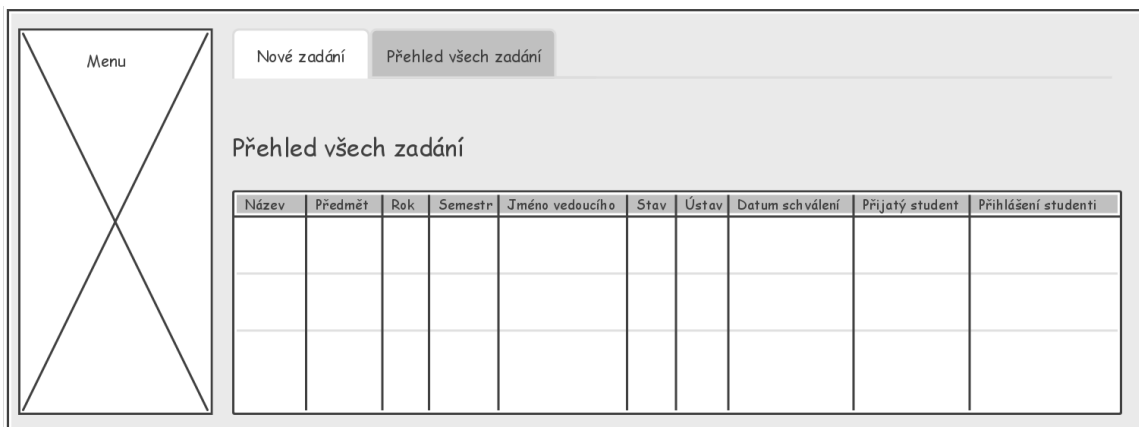 Menu
Nové zadání
Přehled všech zadání
Přehled všech zadání
Název Předmět Rok Semestr Jméno vedoucího Stav Ústav Datum schválení Přijatý student Přihlášení studenti